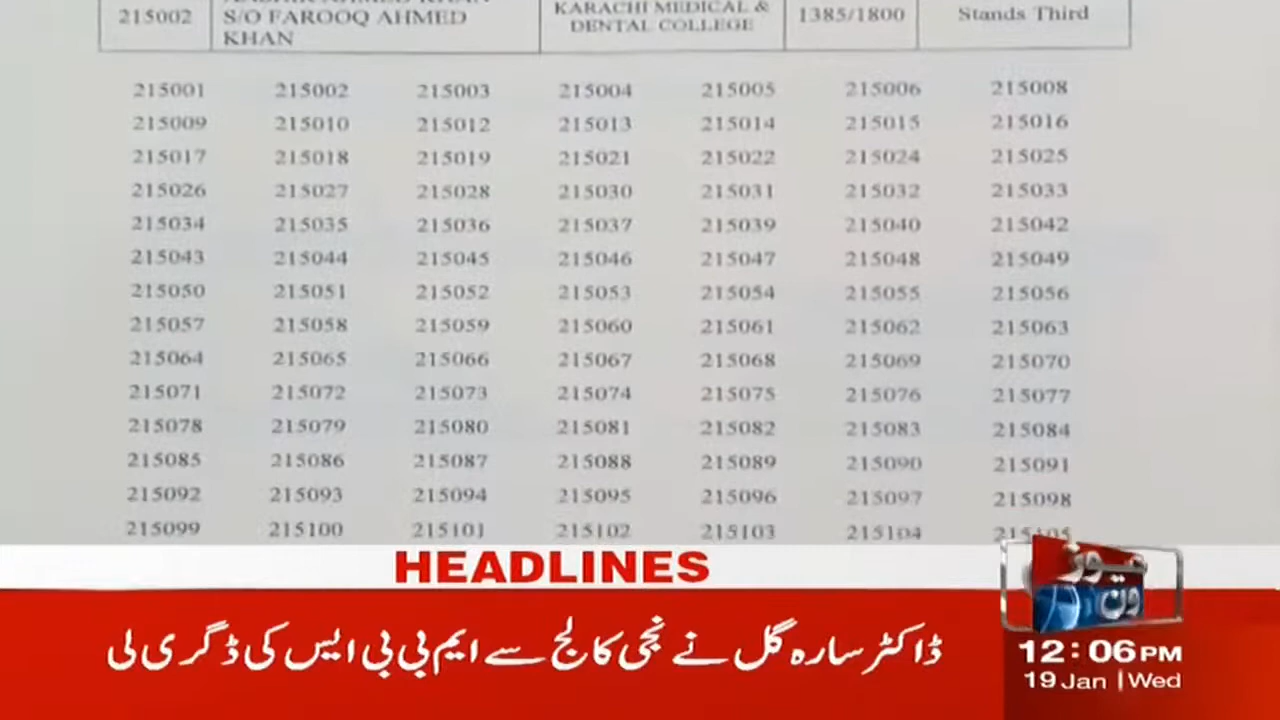 215002
S/O FAROOQ AHMED
KHAN
KARACHI MEDICAL &
DENTAL COLLEGE
1385/1800
Stands Third
215001 215002 215003 215004 215005 215006 215008
215009 215010 215012 215013 215014 215015 215016
215017 215018 215019 215021 215022 215024 215025
215026 215027 215028 215030 215031 215032 215033
215034 215035 215036 215037 215039 215040 215042
215043 215044 215045 215046 215047 215048 215049
215050 215051 215052 215053 215054 215055 215056
215057 215058 215059 215060 215061 215062 215063
215064 215065 215066 215067 215068 215069 215070
215071 215072 215073 215074 215075 215076 215077
215078 215079 215080 215081 215082 215083 215084
215085 215086 215087 215088 215089 215090 215091
215092 215093 215094 215095 215096 215097 215098
215099 215100 215101 215102 215103 215104 215105
HEADLINES
نیوز
ون
ڈاکٹر سارہ گل نے نجی کالج سے ایم بی بی ایس کی ڈگری لی
12:06PM
19 Jan | Wed